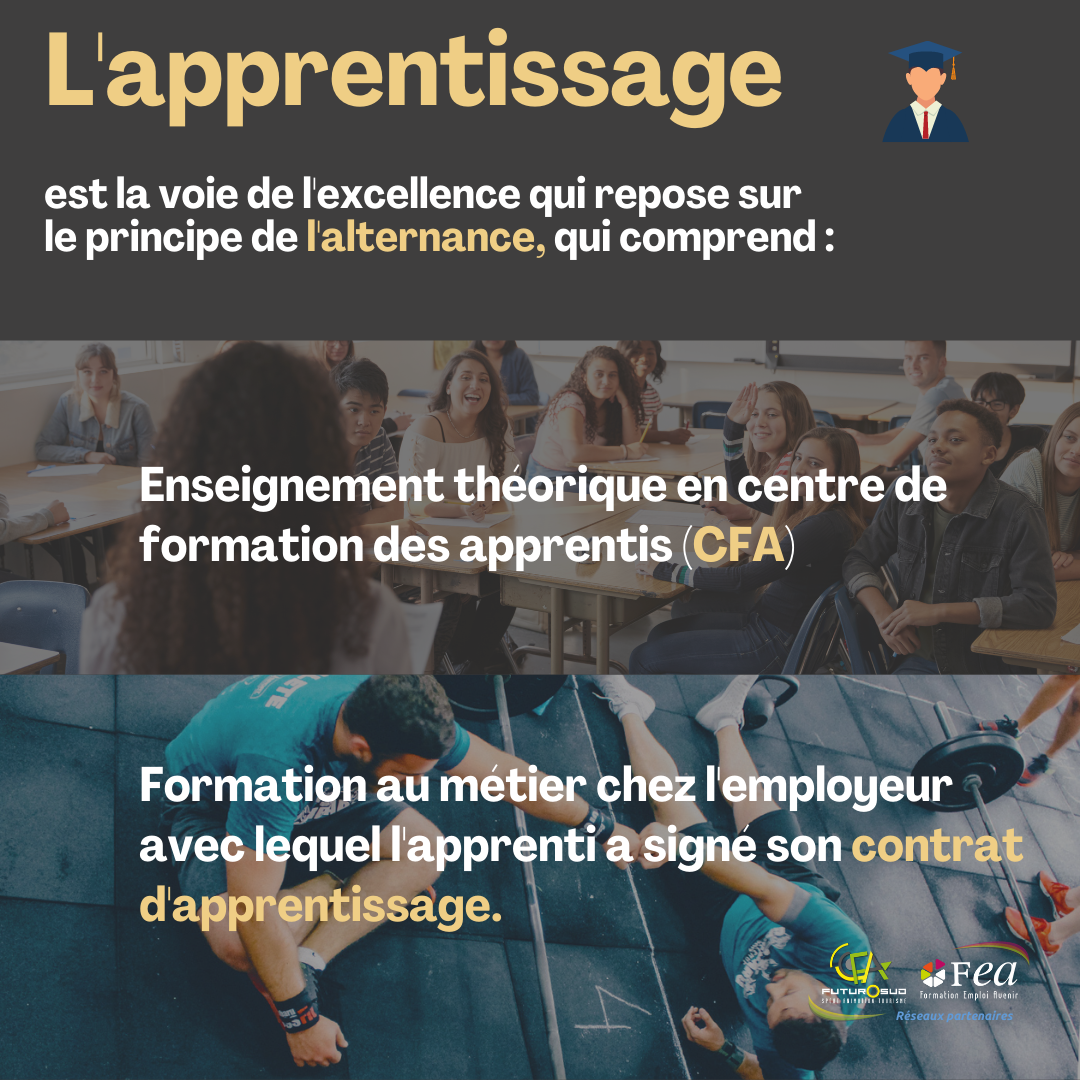 L'apprentissage
est la voie de l'excellence qui repose sur
le principe de l'alternance, qui comprend :
Enseignement théorique en centre de
formation des apprentis (CFA)
Formation au métier chez l'employeur
avec lequel l'apprenti a signé son contrat
d'apprentissage.
FUTUROSUD
SPORT ANIMATION TOURISME
Fea
Formation Emploi Avenir
Réseaux partenaires